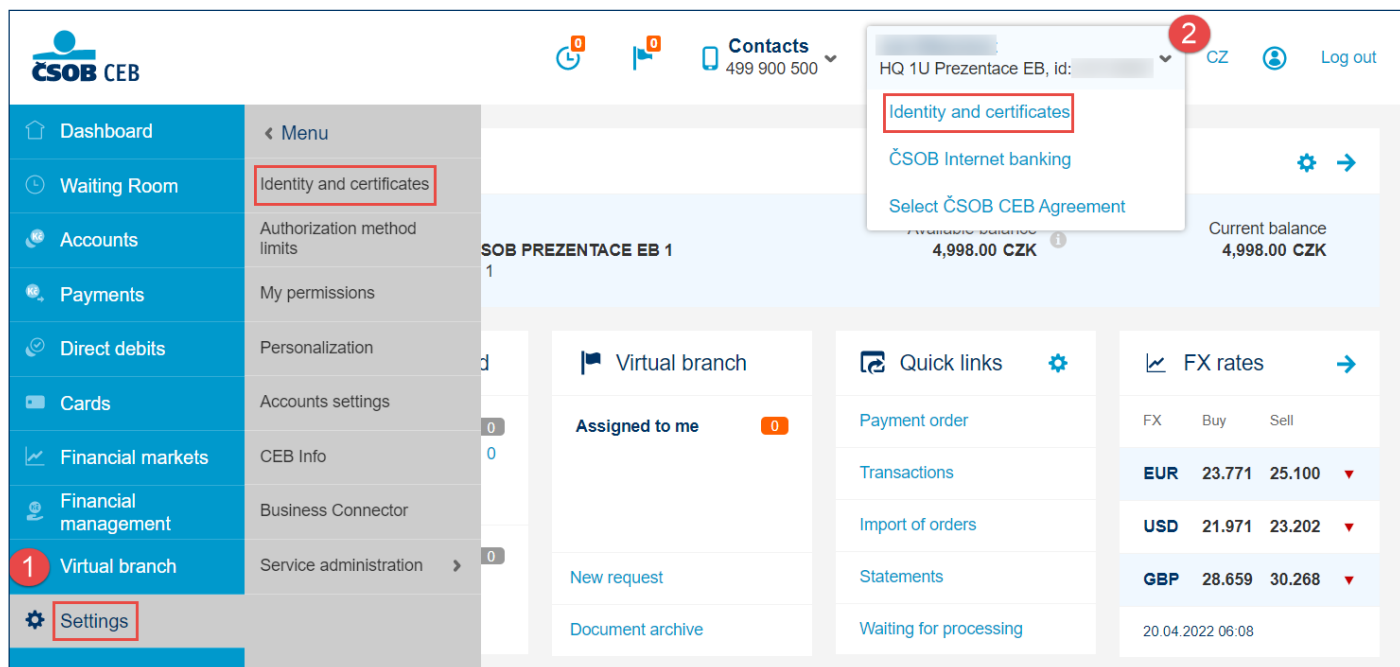 ČSOB CEB
0
0
Contacts
499 900 500
HQ 1U Prezentace EB, id:
2
CZ
Log out
Identity and certificates
ČSOB Internet banking
Select ČSOB CEB Agreement
Dashboard
Waiting Room
Accounts
Payments
Direct debits
Cards
Financial markets
Financial
management
1
Virtual branch
Settings
Menu
Identity and certificates
Authorization method
limits
My permissions
Personalization
Accounts settings
CEB Info
Business Connector
Service administration
SOB PREZENTACE EB 1
1
Available balance
4,998.00 CZK
Current balance
4,998.00 CZK
d
0
0
0
Virtual branch
Assigned to me
0
New request
Document archive
Quick links
Payment order
Transactions
Import of orders
Statements
Waiting for processing
FX rates
FX Buy Sell
EUR 23.771 25.100
USD 21.971 23.202
GBP 28.659 30.268
20.04.2022 06:08